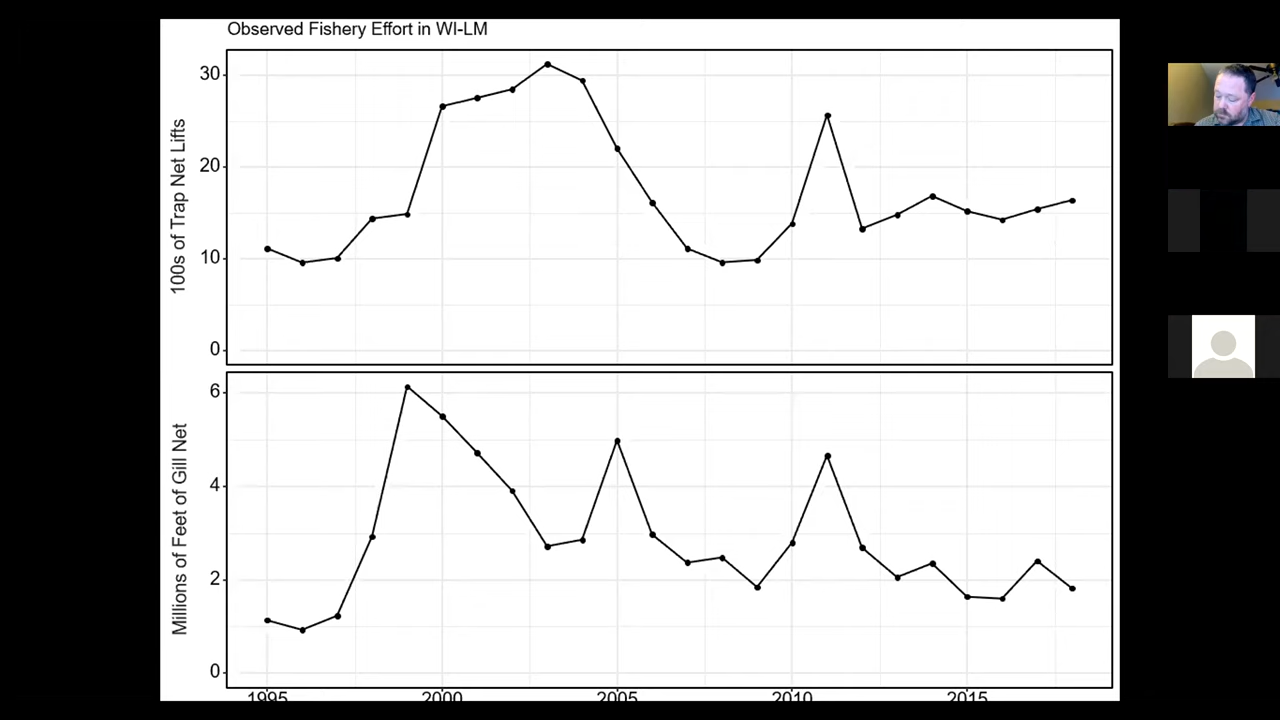 Observed Fishery Effort in WI-LM
100s of Trap Net Lifts
30
20
10
0
Millions of Feet of Gill Net
6
4
2
0
1995 2000 2005 2010 2015